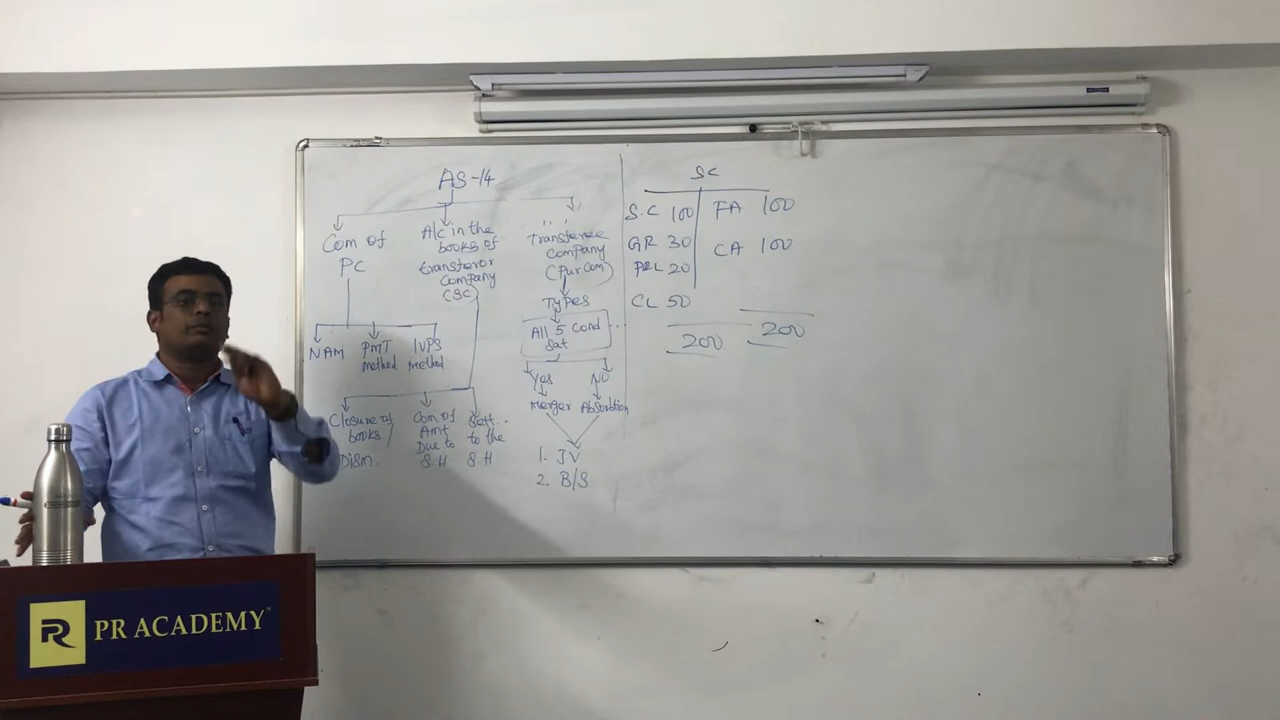 AS-14
Com of
PC
NAM
PMT
Method
IVPS
Method
A/c in the
books of
transferor
Company
(SC)
Closure of
books/
Dism.
Com of
Amt
Due to
S.H
Sett..
to the
S.H
Transferee
Company
(Pur Com)
Types
All 5 Cond
Sat
Yes
NO
Merger
Absorbtion
1. JV
2. B/S
SC
S.C 100
FA 100
GR 30
CA 100
P&L 20
CL 50
200
200
PR ACADEMY